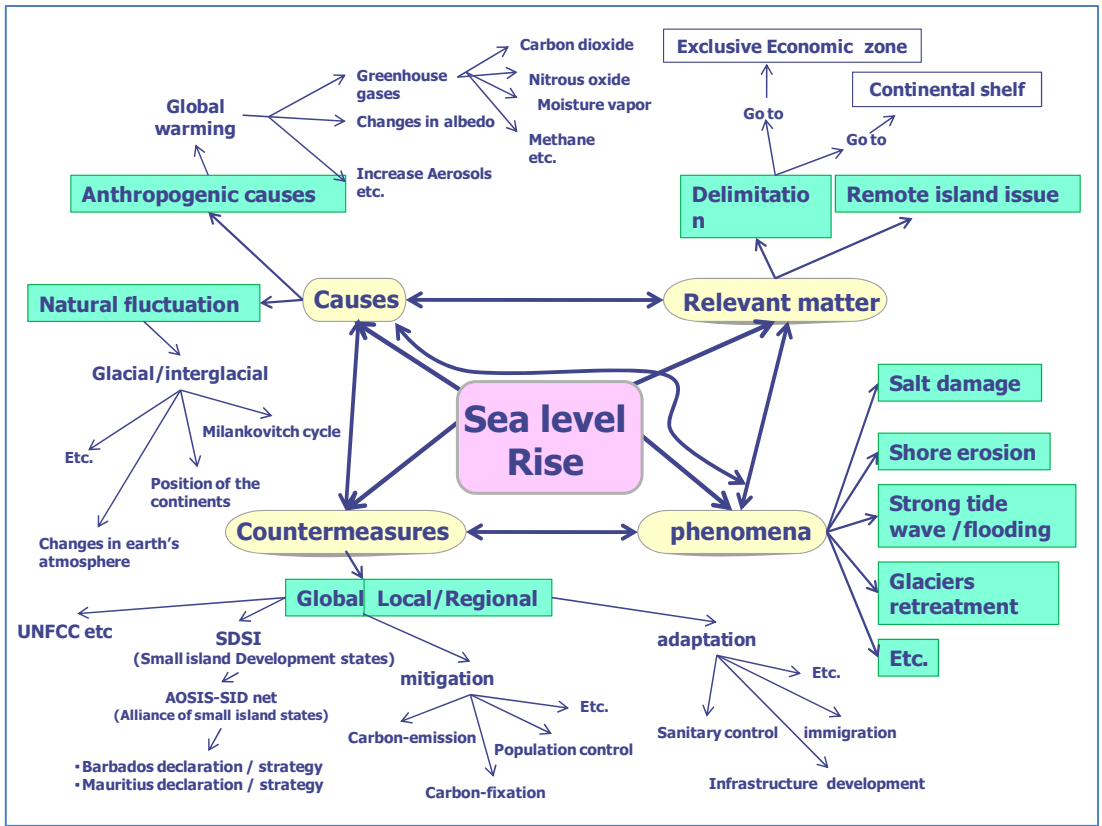 Exclusive Economic zone
Carbon dioxide
Greenhouse
gases
Nitrous oxide
Moisture vapor
Continental shelf
Global
warming
Go to
Changes in albedo
Methane
etc.
Go to
Increase Aerosols
etc.
Anthropogenic causes
Delimitatio
n
Remote island issue
Natural fluctuation
Causes
Relevant matter
Glacial/interglacial
Salt damage
Sea level
Rise
Milankovitch cycle
Etc.
Shore erosion
Position of the
continents
Strong tide
wave /flooding
Countermeasures
phenomena
Changes in earth's
atmosphere
Glaciers
retreatment
Global
Local/Regional
UNFCC etc
SDSI
(Small island Development states)
adaptation
Etc.
mitigation
Etc.
AOSIS-SID net
(Alliance of small island states)
Etc.
Carbon-emission
Population control
Sanitary control
immigration
・Barbados declaration / strategy
・Mauritius declaration / strategy
Carbon-fixation
Infrastructure development